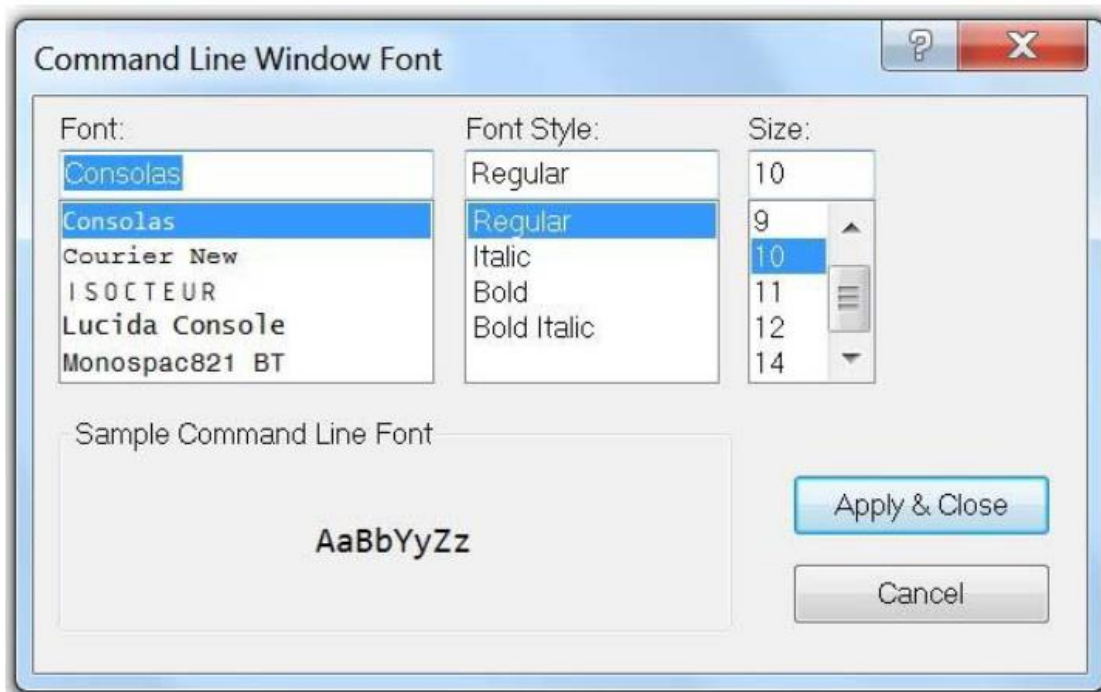 Command Line Window Font
Font:
Consolas
Consolas
Courier New
ISOCTEUR
Lucida Console
Monospac821 BT
Font Style:
Regular
Regular
Italic
Bold
Bold Italic
Size:
10
9
10
11
12
14
Sample Command Line Font
AaBbYyZz
Apply & Close
Cancel